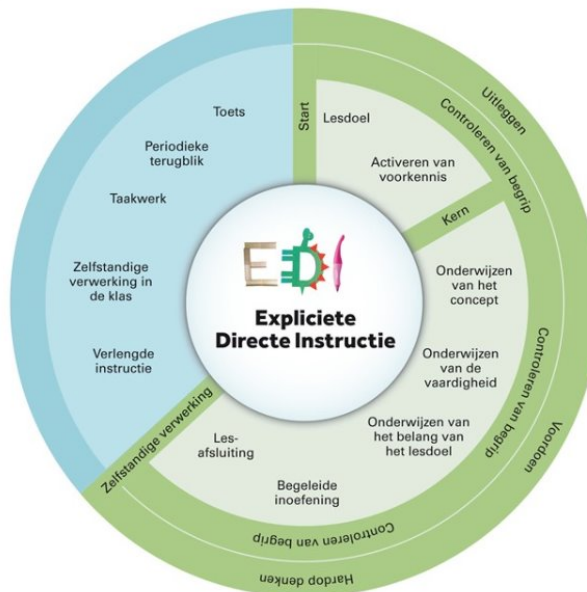 EDI
Expliciete
Directe Instructie
Start
Lesdoel
Activeren van
voorkennis
Kern
Onderwijzen
van het
concept
Onderwijzen
van de
vaardigheid
Onderwijzen van
het belang van
het lesdoel
Begeleide
inoefening
Les-
afsluiting
Zelfstandige verwerking
Verlengde
instructie
Zelfstandige
verwerking in
de klas
Taakwerk
Periodieke
terugblik
Toets
Controleren van begrip
Controleren van begrip
Controleren van begrip
Uitleggen
Voordoen
Hardop denken